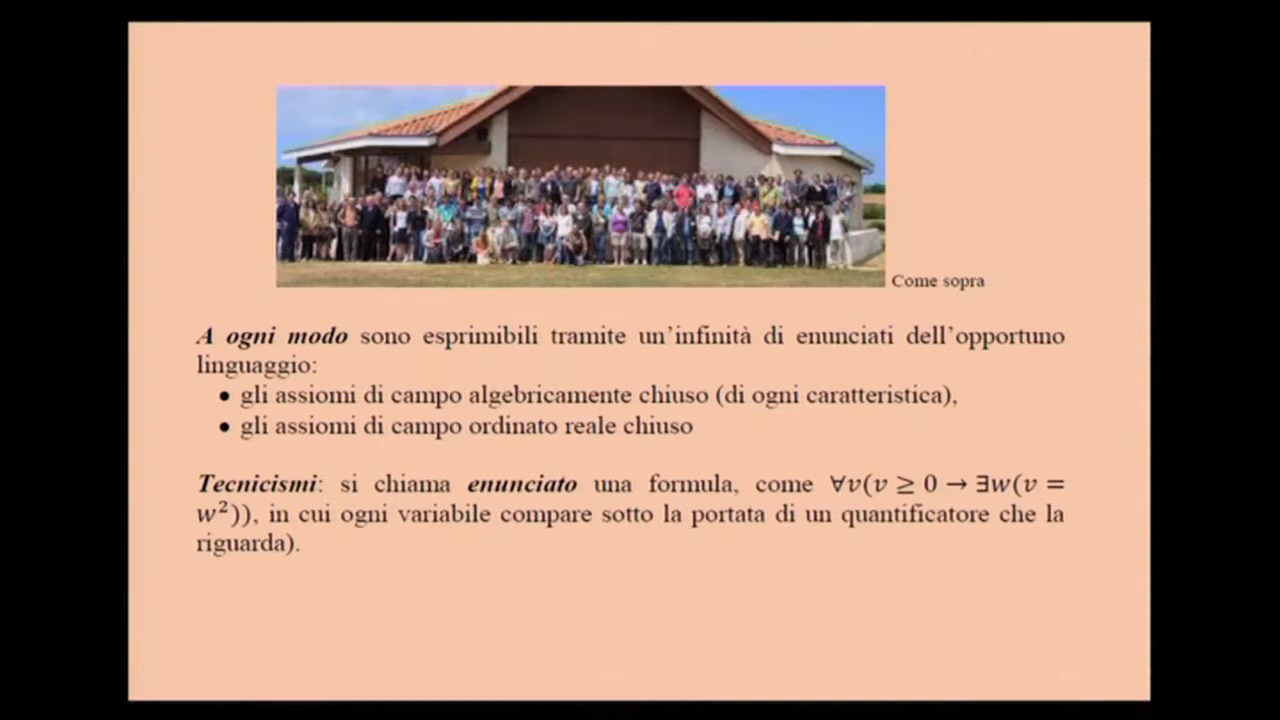 Come sopra
A ogni modo sono esprimibili tramite un'infinità di enunciati dell'opportuno
linguaggio:
• gli assiomi di campo algebricamente chiuso (di ogni caratteristica),
• gli assiomi di campo ordinato reale chiuso
Tecnicismi: si chiama enunciato una formula, come ∀v(v ≥ 0 → ∃w(v =
w²)), in cui ogni variabile compare sotto la portata di un quantificatore che la
riguarda).